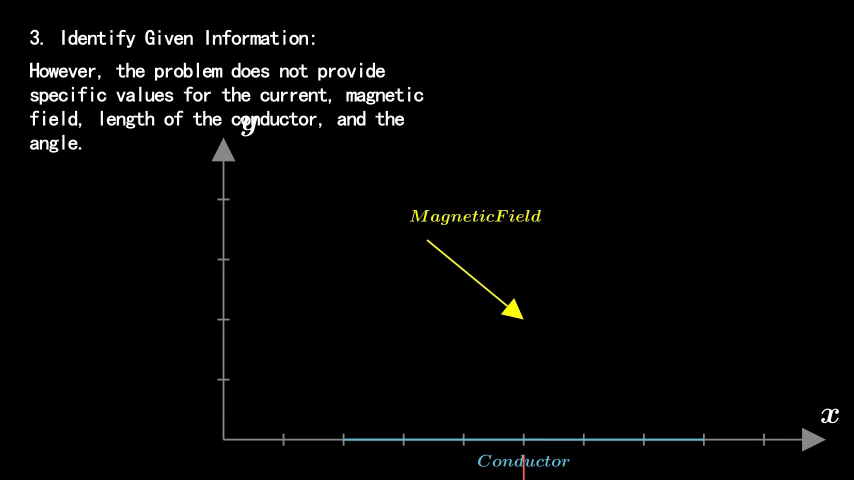 3. Identify Given Information:
However, the problem does not provide
specific values for the current, magnetic
field, length of the conductor, and the
angle.
y
MagneticField
x
Conductor